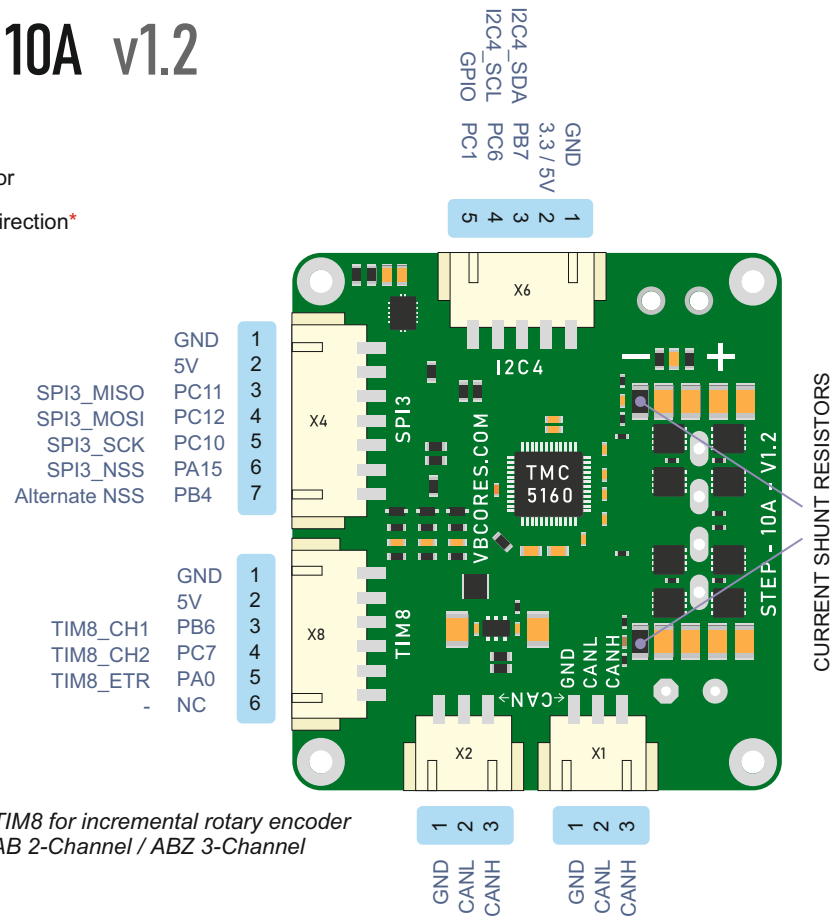 10A v1.2
or
irection*
I2C4_SDA PB7
I2C4_SCL PC6
GPIO PC1
GND
3.3 / 5V
5 4 3 2 1
X6
I2C4
GND 1
5V 2
SPI3_MISO PC11 3
SPI3_MOSI PC12 4
SPI3_SCK PC10 5
SPI3_NSS PA15 6
Alternate NSS PB4 7
X4
SPI3
GND 1
5V 2
TIM8_CH1 PB6 3
TIM8_CH2 PC7 4
TIM8_ETR PA0 5
- NC 6
X8
TIM8
− +
TMC
5160
VBCORES.COM
STEP - 10A - V1.2
CURRENT SHUNT RESISTORS
GND
CANL
CANH
←CAN→
X2
X1
1 2 3
GND
CANL
CANH
1 2 3
GND
CANL
CANH
TIM8 for incremental rotary encoder
AB 2-Channel / ABZ 3-Channel